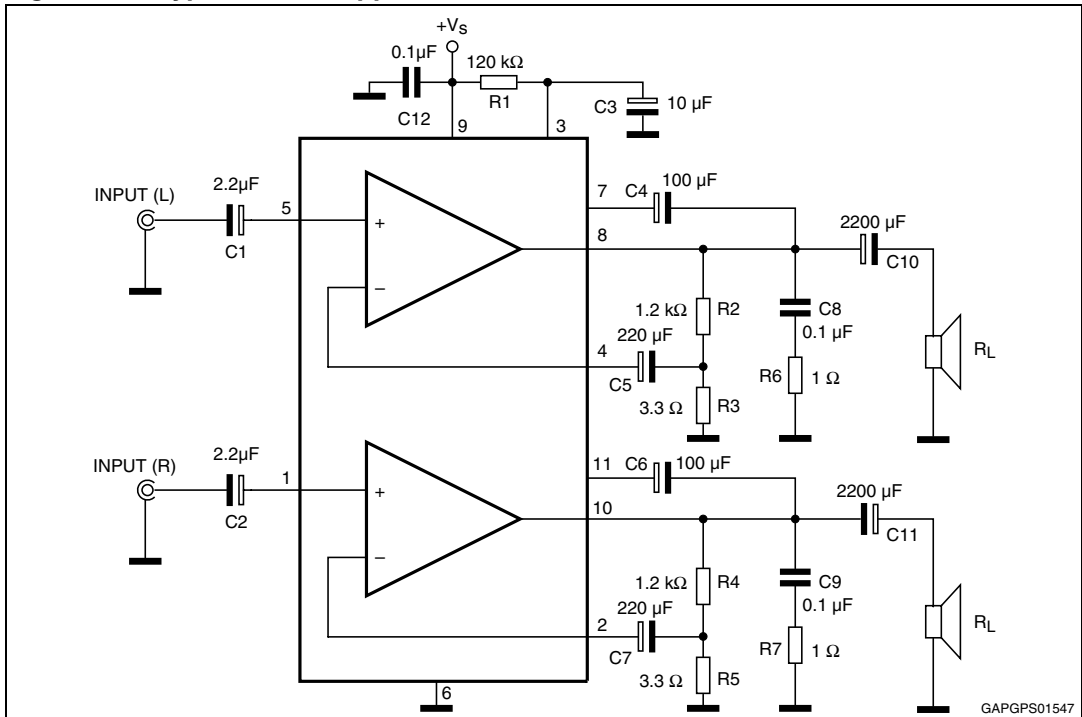 +VS
0.1µF
120 kΩ
R1
C12
C3
10 µF
9
3
INPUT (L)
2.2µF
C1
5
+
–
7
C4
100 µF
8
2200 µF
C10
1.2 kΩ
R2
C8
0.1 µF
4
220 µF
C5
3.3 Ω
R3
R6
1 Ω
RL
INPUT (R)
2.2µF
C2
1
+
–
11
C6
100 µF
10
2200 µF
C11
1.2 kΩ
R4
C9
0.1 µF
2
220 µF
C7
3.3 Ω
R5
R7
1 Ω
RL
6
GAPGPS01547